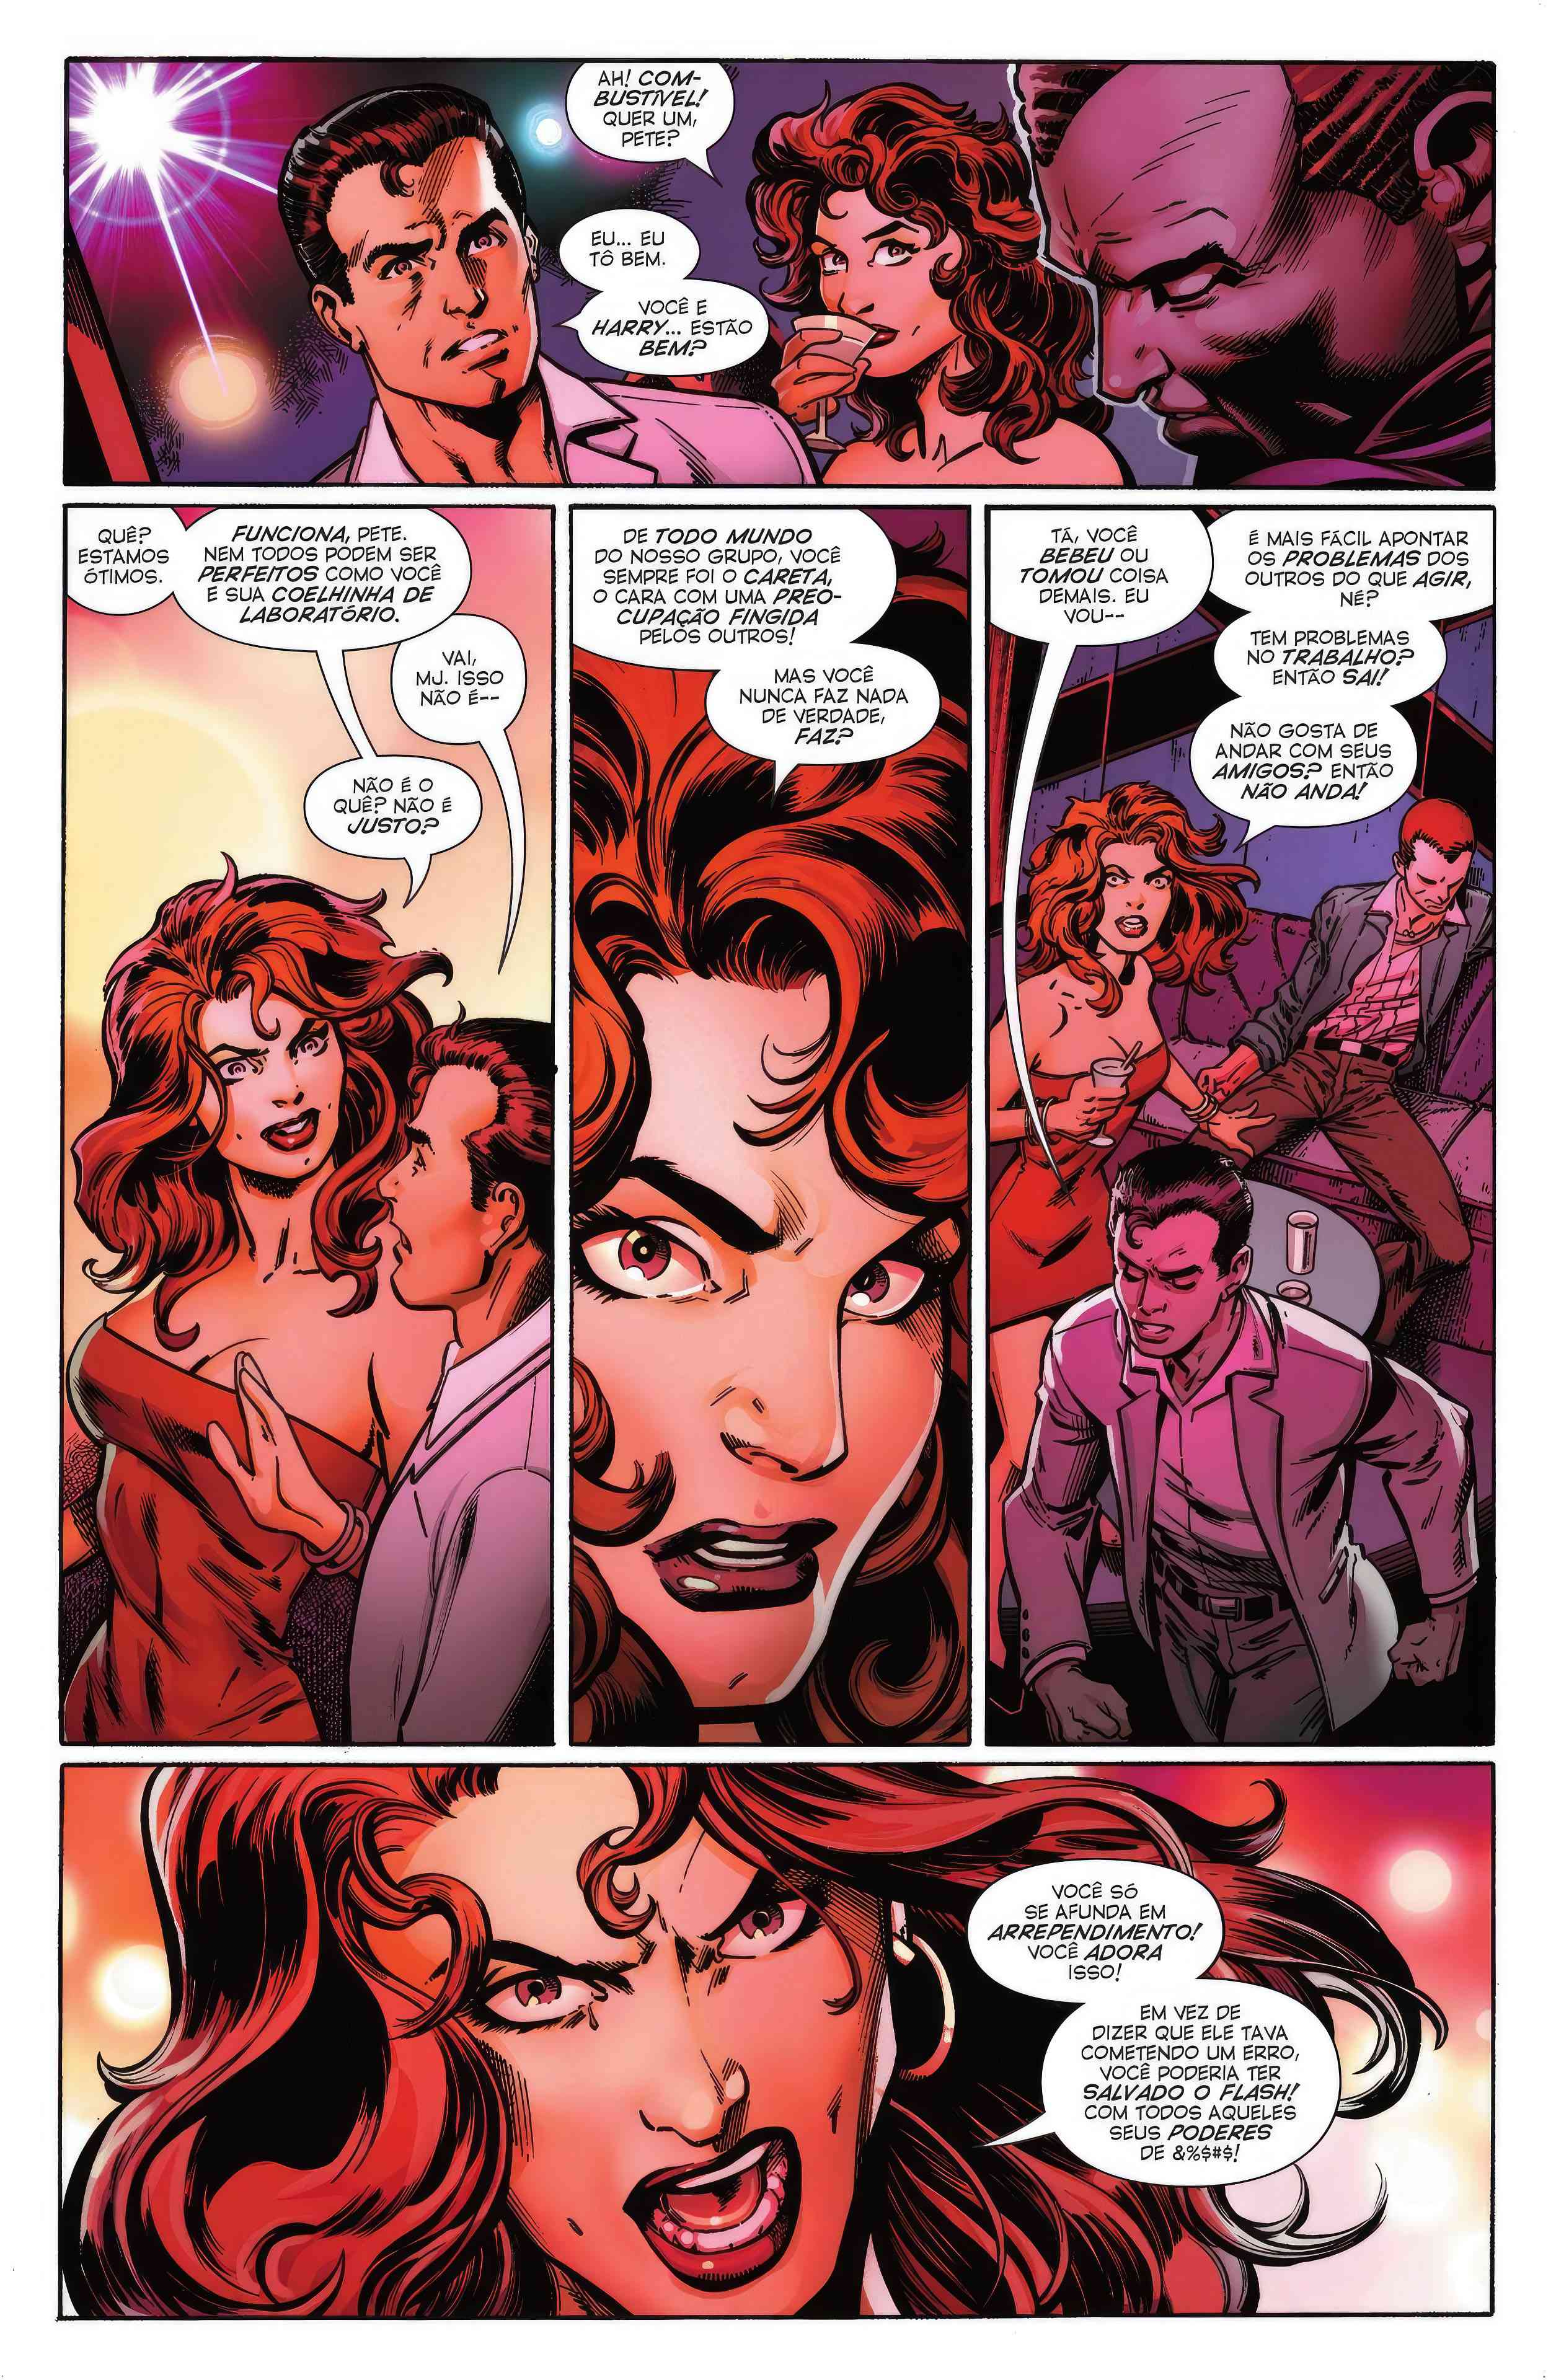 AH! COM-
BUSTÍVEL!
QUER UM,
PETE?
EU... EU
TÔ BEM.
VOCÊ E
HARRY... ESTÃO
BEM?
QUÊ?
ESTAMOS
ÓTIMOS.
FUNCIONA, PETE.
NEM TODOS PODEM SER
PERFEITOS COMO VOCÊ
E SUA COELHINHA DE
LABORATÓRIO.
VAI,
MJ. ISSO
NÃO É--
NÃO É O
QUÊ? NÃO É
JUSTO?
DE TODO MUNDO
DO NOSSO GRUPO, VOCÊ
SEMPRE FOI O CARETA,
O CARA COM UMA PREO-
CUPAÇÃO FINGIDA
PELOS OUTROS!
MAS VOCÊ
NUNCA FAZ NADA
DE VERDADE,
FAZ?
TÁ, VOCÊ
BEBEU OU
TOMOU COISA
DEMAIS. EU
VOU--
É MAIS FÁCIL APONTAR
OS PROBLEMAS DOS
OUTROS DO QUE AGIR,
NÉ?
TEM PROBLEMAS
NO TRABALHO?
ENTÃO SAI!
NÃO GOSTA DE
ANDAR COM SEUS
AMIGOS? ENTÃO
NÃO ANDA!
VOCÊ SÓ
SE AFUNDA EM
ARREPENDIMENTO!
VOCÊ ADORA
ISSO!
EM VEZ DE
DIZER QUE ELE TAVA
COMETENDO UM ERRO,
VOCÊ PODERIA TER
SALVADO O FLASH!
COM TODOS AQUELES
SEUS PODERES
DE &%$#$!